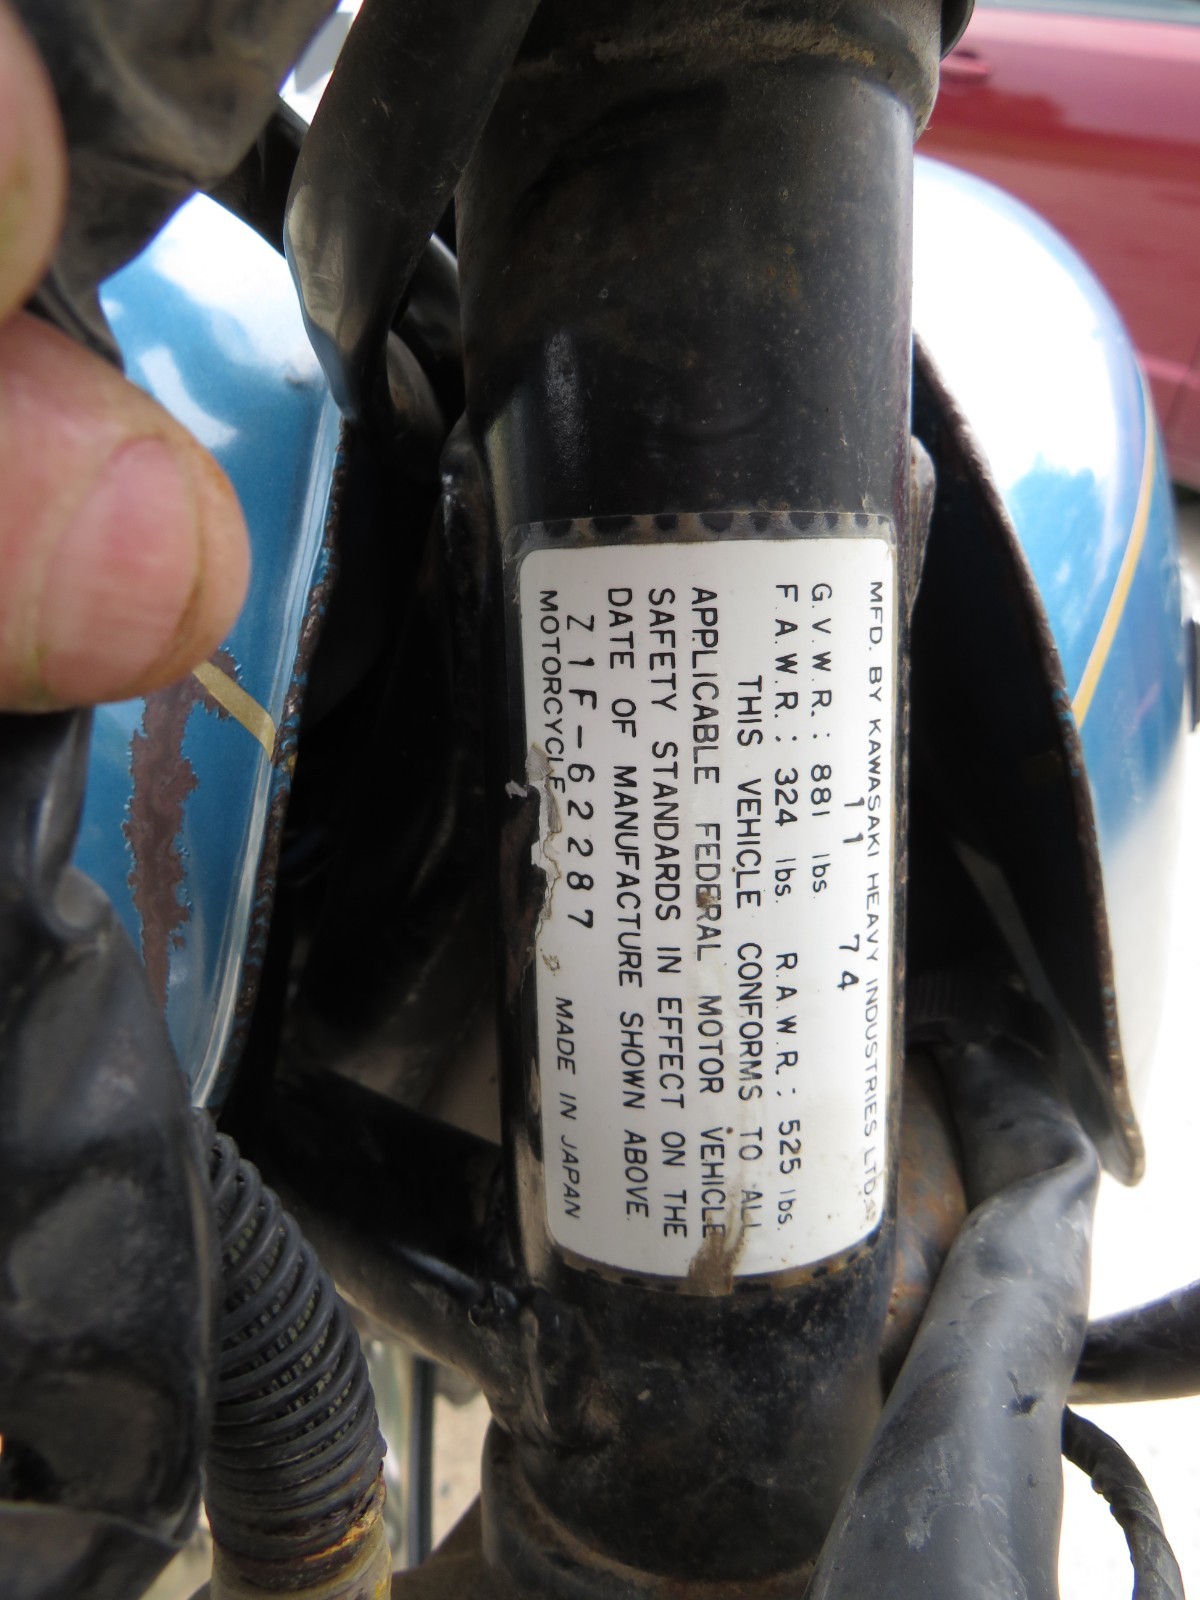 MFD. BY KAWASAKI HEAVY INDUSTRIES LTD.
11 74
G.V.W.R.: 881 lbs.
F.A.W.R.: 324 lbs. R.A.W.R.: 525 lbs.
THIS VEHICLE CONFORMS TO ALL
APPLICABLE FEDERAL MOTOR VEHICLE
SAFETY STANDARDS IN EFFECT ON THE
DATE OF MANUFACTURE SHOWN ABOVE.
Z1F-62287
MOTORCYCLE MADE IN JAPAN